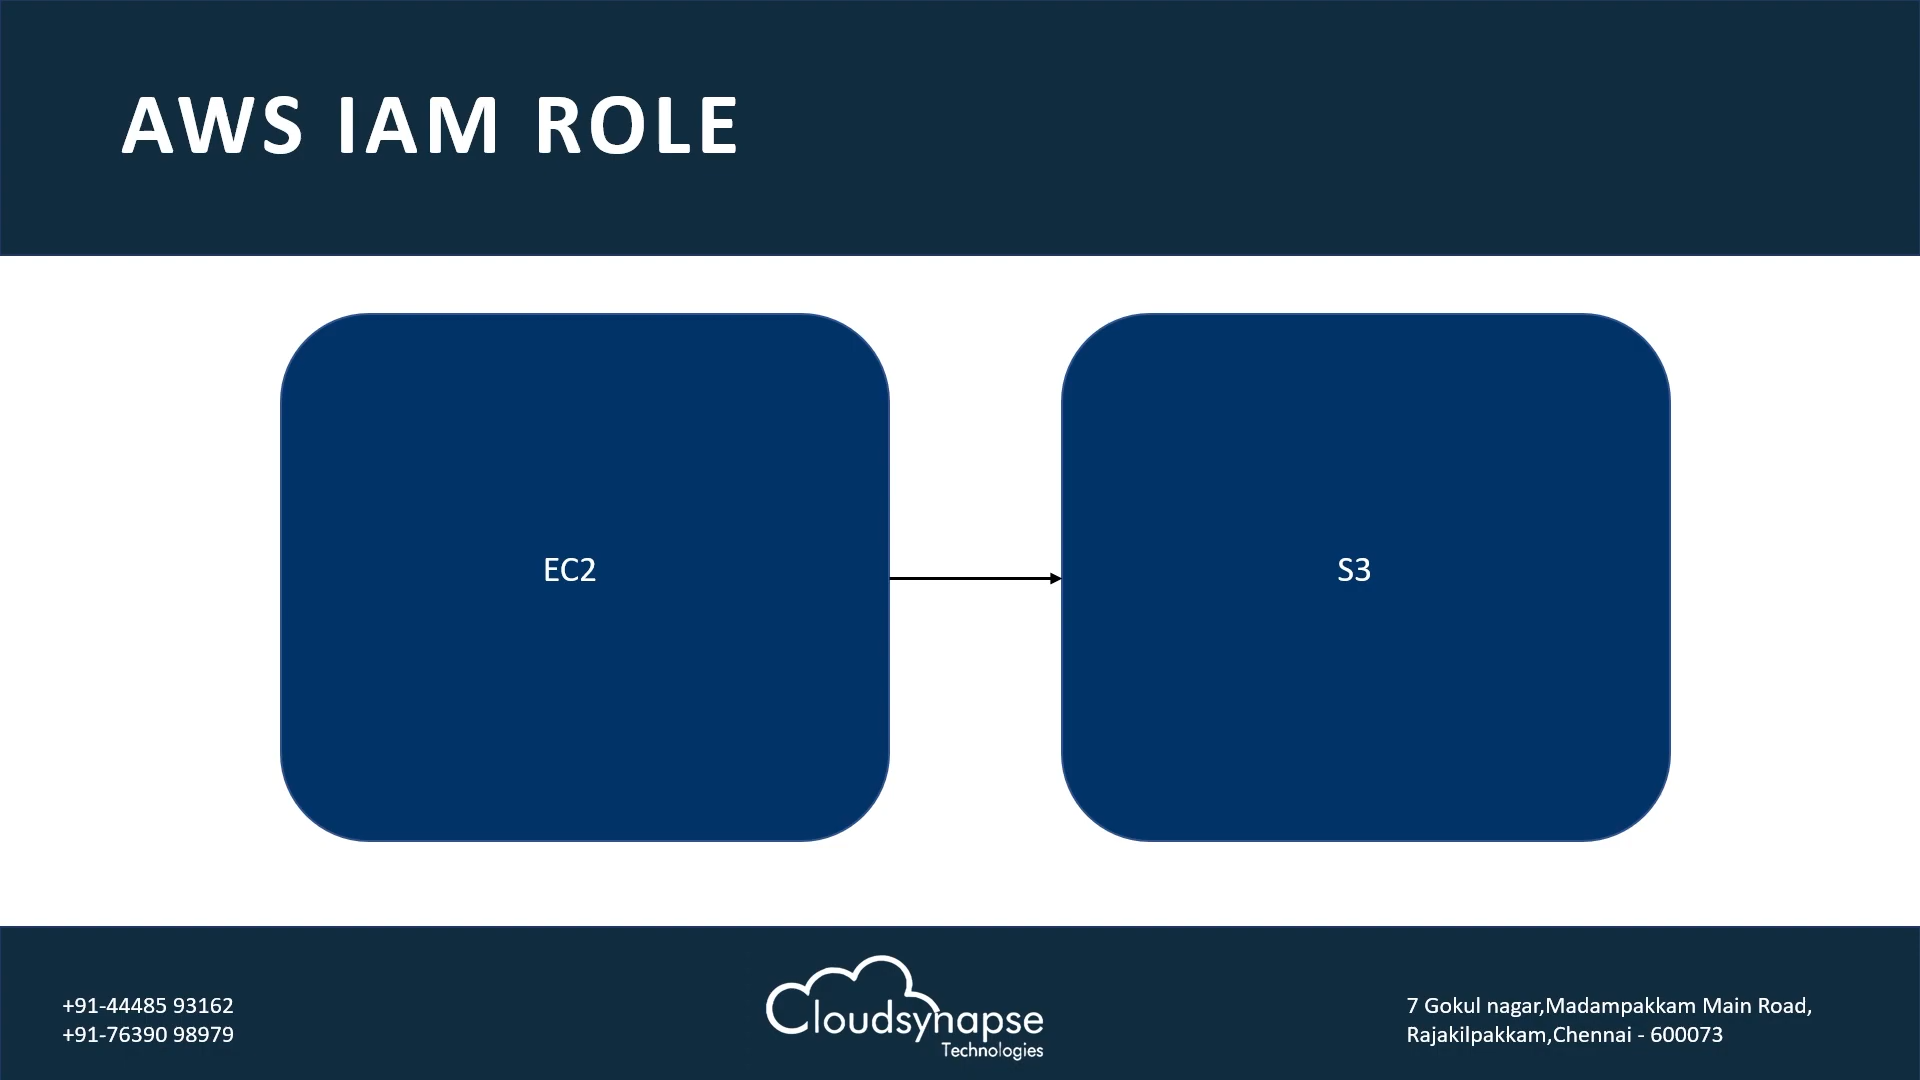 AWS IAM ROLE
EC2
S3
+91-44485 93162
+91-76390 98979
Cloudsynapse
Technologies
7 Gokul nagar,Madampakkam Main Road,
Rajakilpakkam,Chennai - 600073